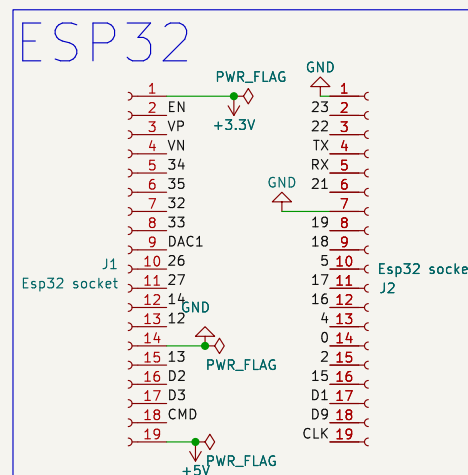 ESP32
PWR_FLAG
GND
1
1
2 EN
23 2
+3.3V
3 VP
22 3
4 VN
TX 4
5 34
RX 5
6 35
21 6
GND
7 32
7
8 33
19 8
9 DAC1
18 9
J1
10 26
5 10
Esp32 socke
Esp32 socket
11 27
17 11
J2
12 14
16 12
GND
13 12
4 13
14
0 14
15 13
2 15
PWR_FLAG
16 D2
15 16
17 D3
D1 17
18 CMD
D9 18
19
CLK 19
PWR_FLAG
+5V